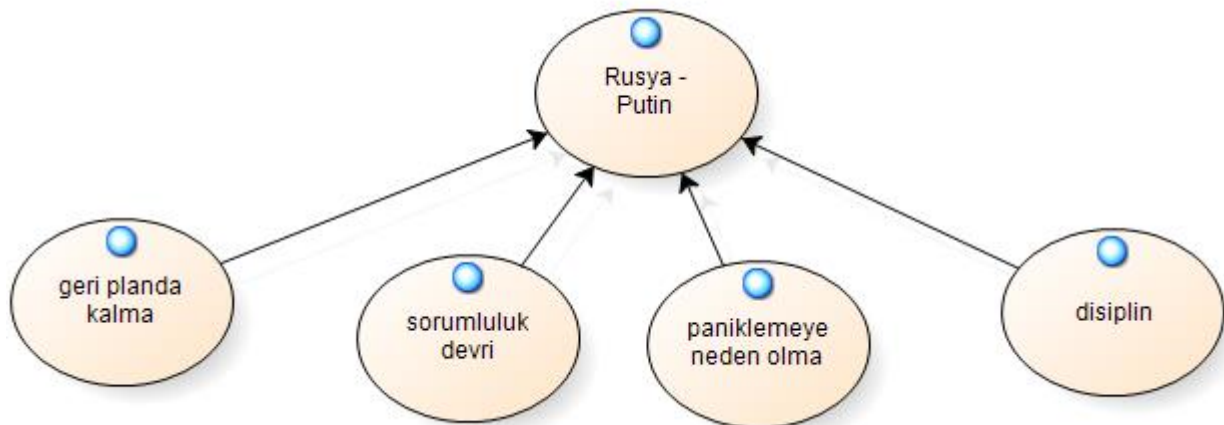 Rusya -
Putin
geri planda
kalma
sorumluluk
devri
paniklemeye
neden olma
disiplin